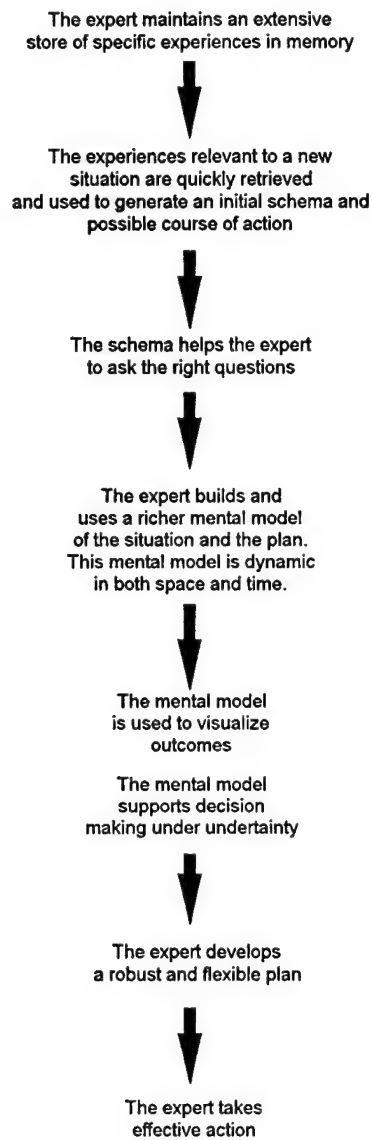 The expert maintains an extensive
store of specific experiences in memory
The experiences relevant to a new
situation are quickly retrieved
and used to generate an initial schema and
possible course of action
The schema helps the expert
to ask the right questions
The expert builds and
uses a richer mental model
of the situation and the plan.
This mental model is dynamic
in both space and time.
The mental model
is used to visualize
outcomes
The mental model
supports decision
making under undertainty
The expert develops
a robust and flexible plan
The expert takes
effective action